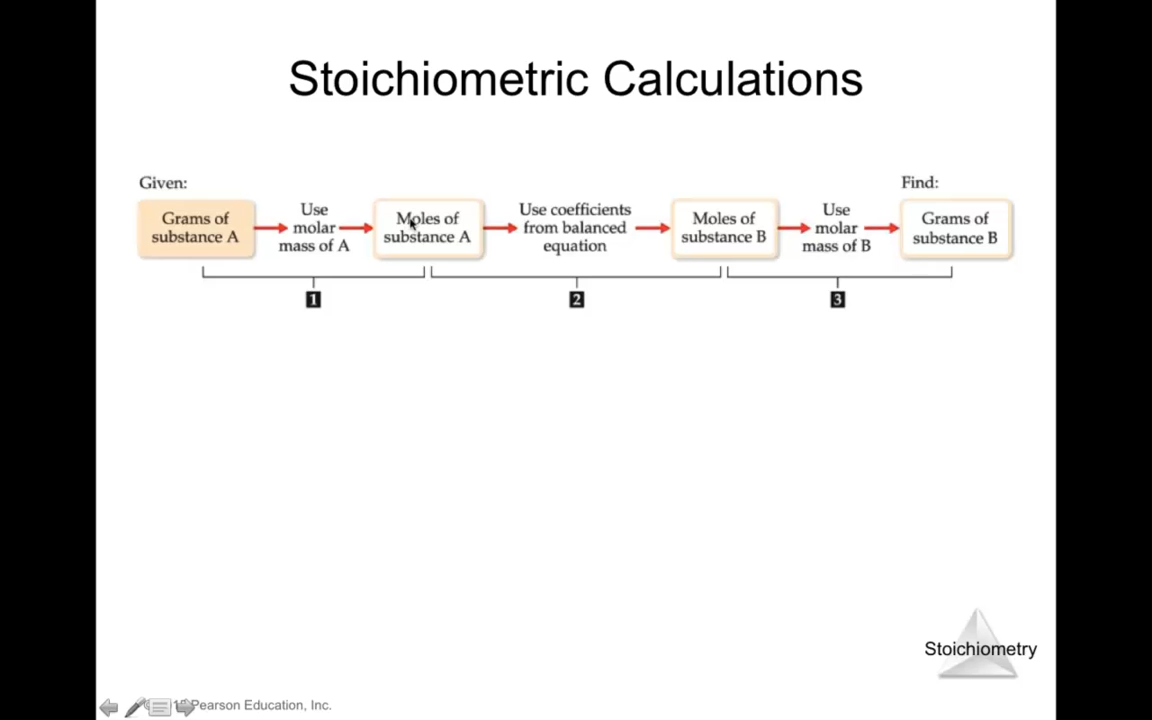 Stoichiometric Calculations
Given:
Find:
Grams of
substance A
Use
molar
mass of A
Moles of
substance A
Use coefficients
from balanced
equation
Moles of
substance B
Use
molar
mass of B
Grams of
substance B
1
2
3
Stoichiometry
Pearson Education, Inc.